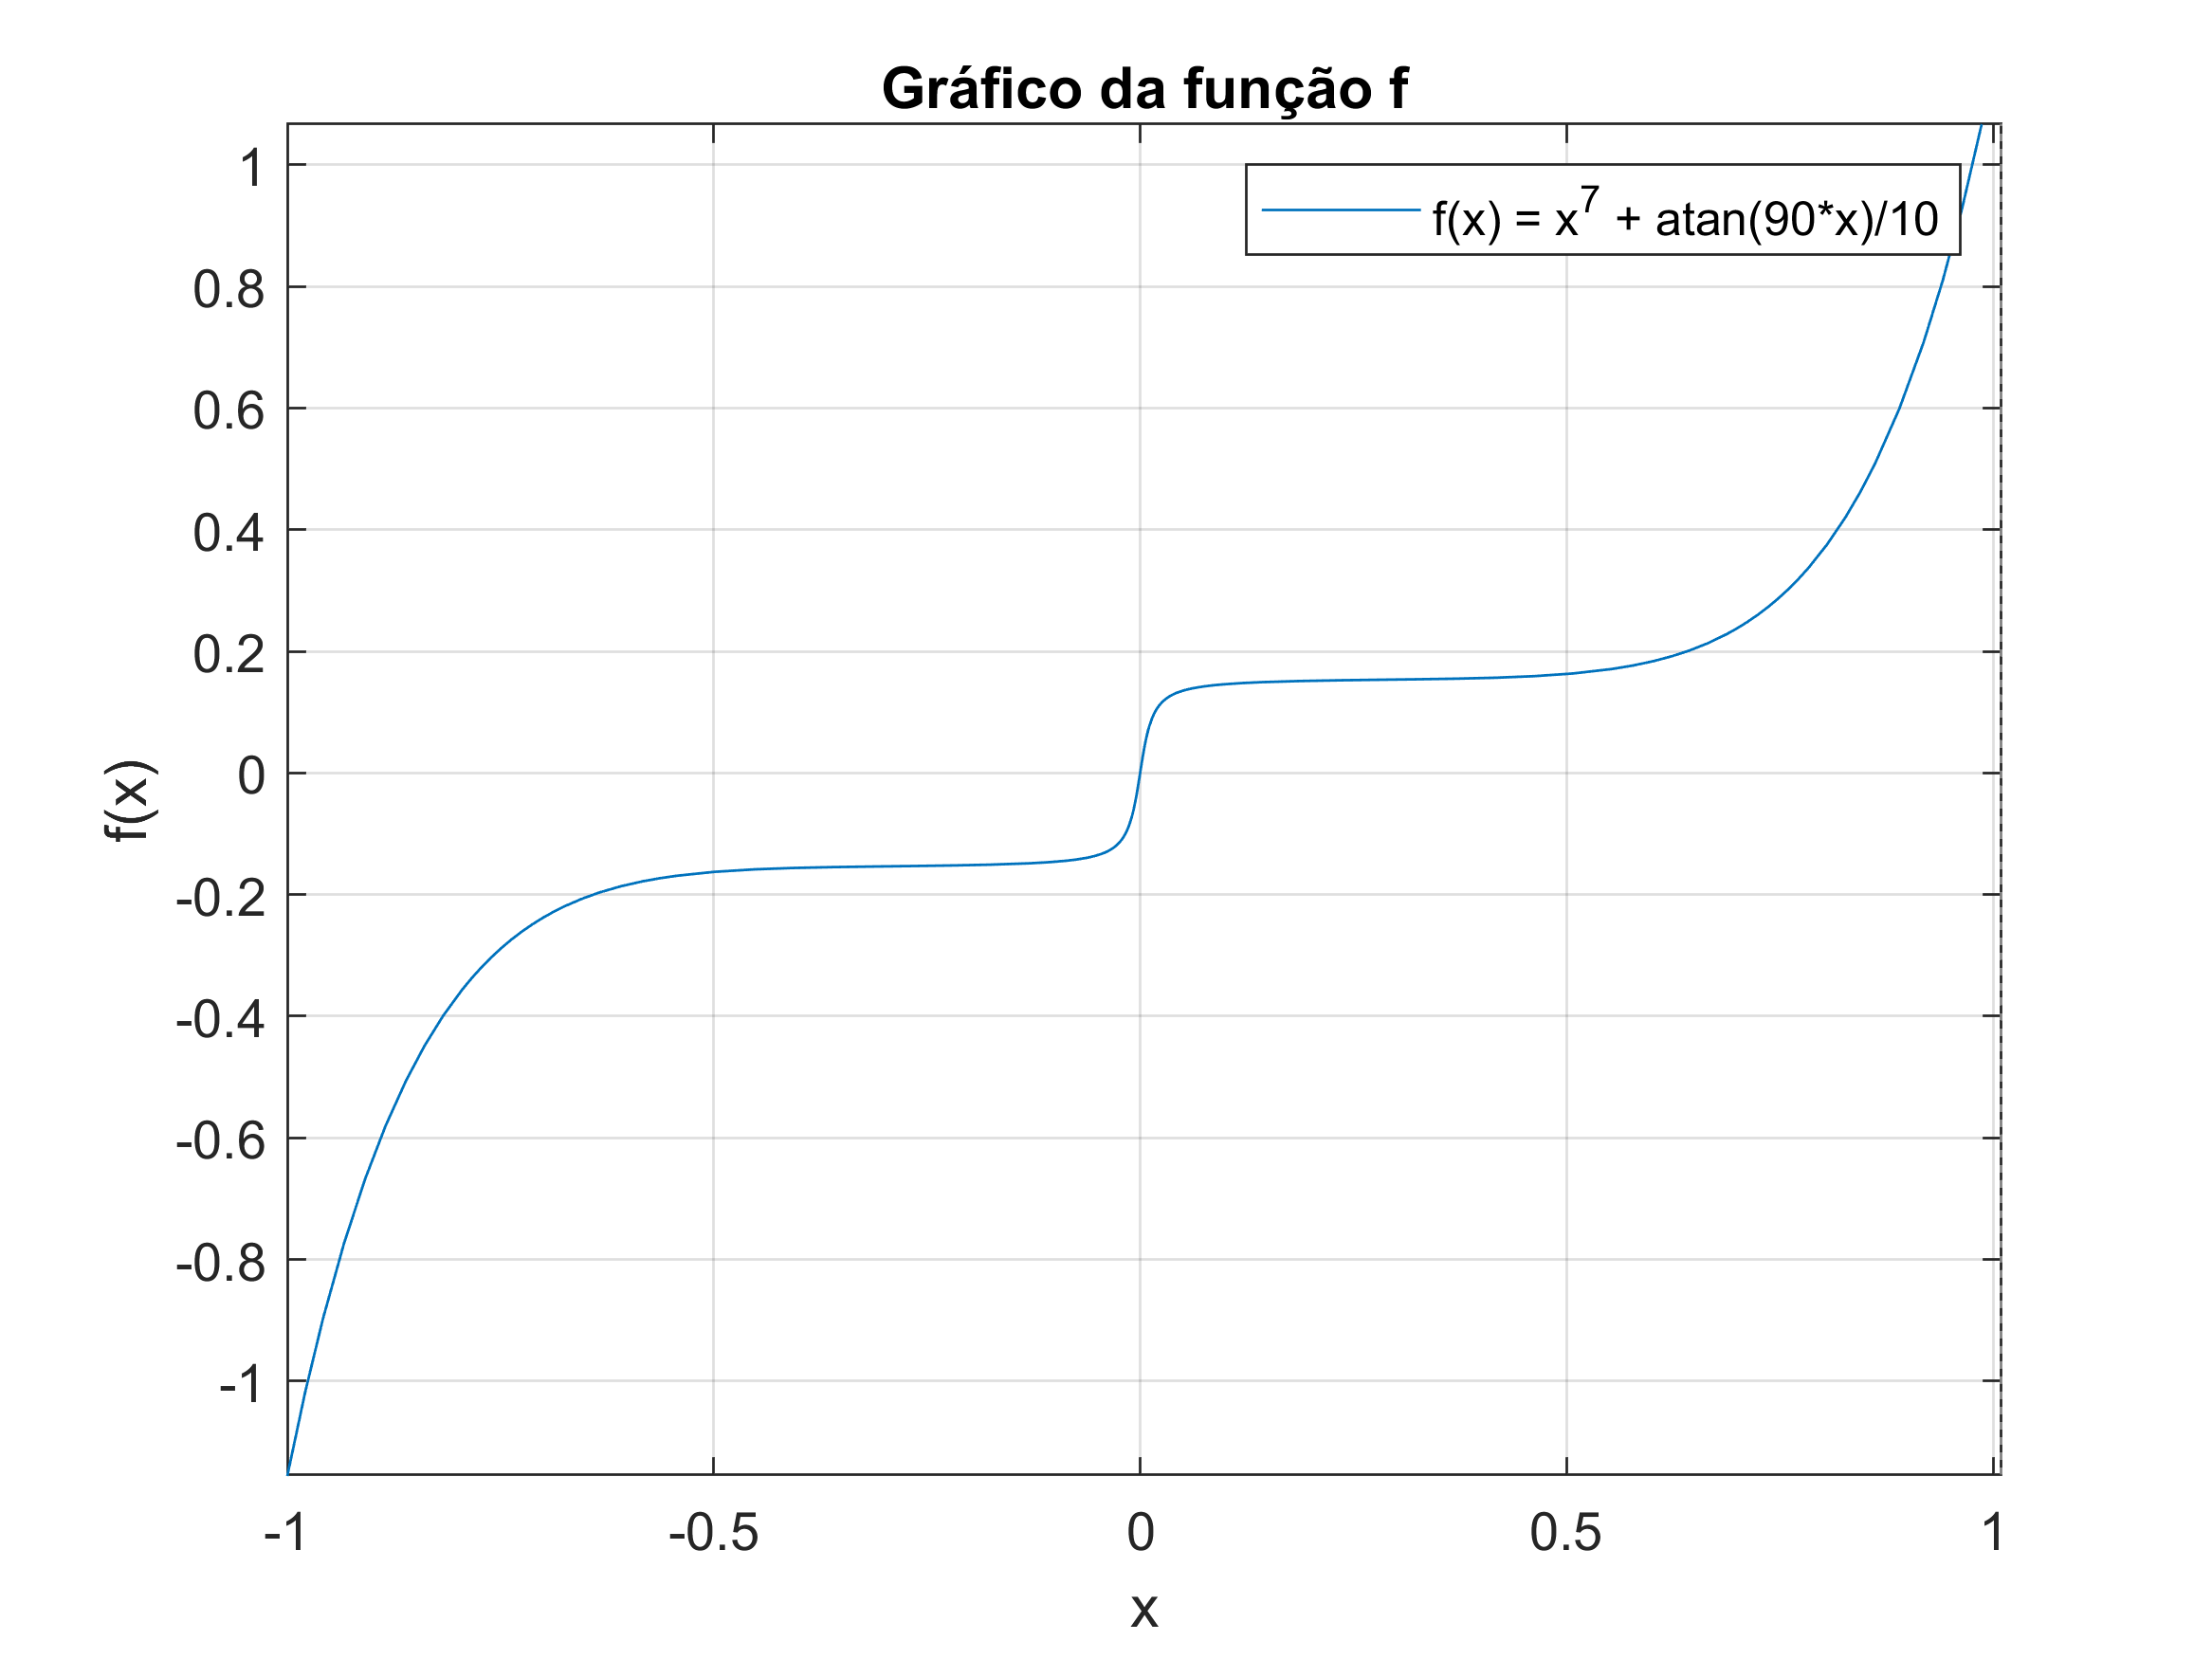 Gráfico da função f
f(x) = x^7 + atan(90*x)/10
1
0.8
0.6
0.4
0.2
0
-0.2
-0.4
-0.6
-0.8
-1
f(x)
-1 -0.5 0 0.5 1
x